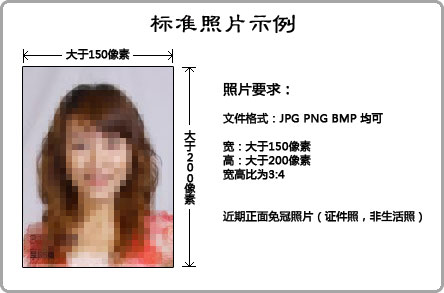 标准照片示例
大于150像素
大于200像素
照片要求：
文件格式：JPG PNG BMP 均可
宽：大于150像素
高：大于200像素
宽高比为3:4
近期正面免冠照片（证件照，非生活照）